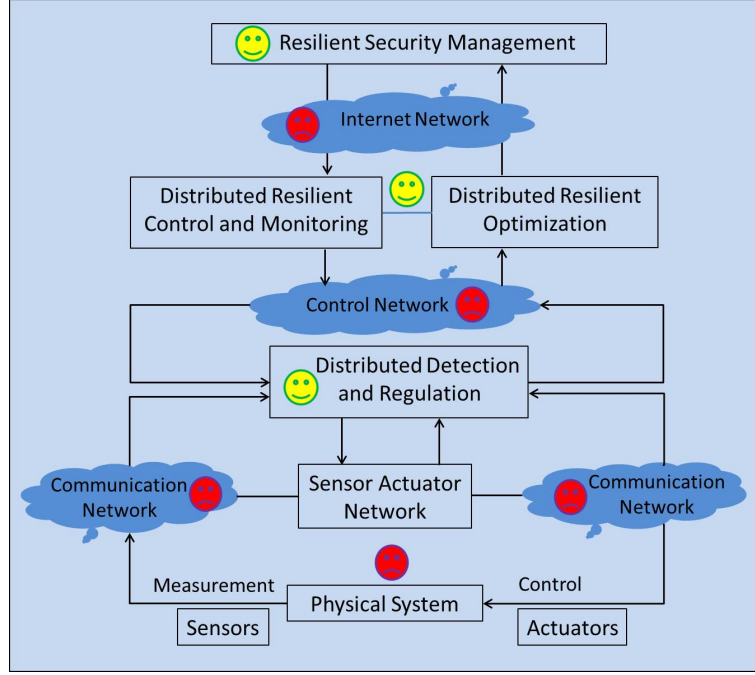 Resilient Security Management
Internet Network
Distributed Resilient
Control and Monitoring
Distributed Resilient
Optimization
Control Network
Distributed Detection
and Regulation
Communication
Network
Sensor Actuator
Network
Communication
Network
Measurement
Physical System
Control
Sensors
Actuators